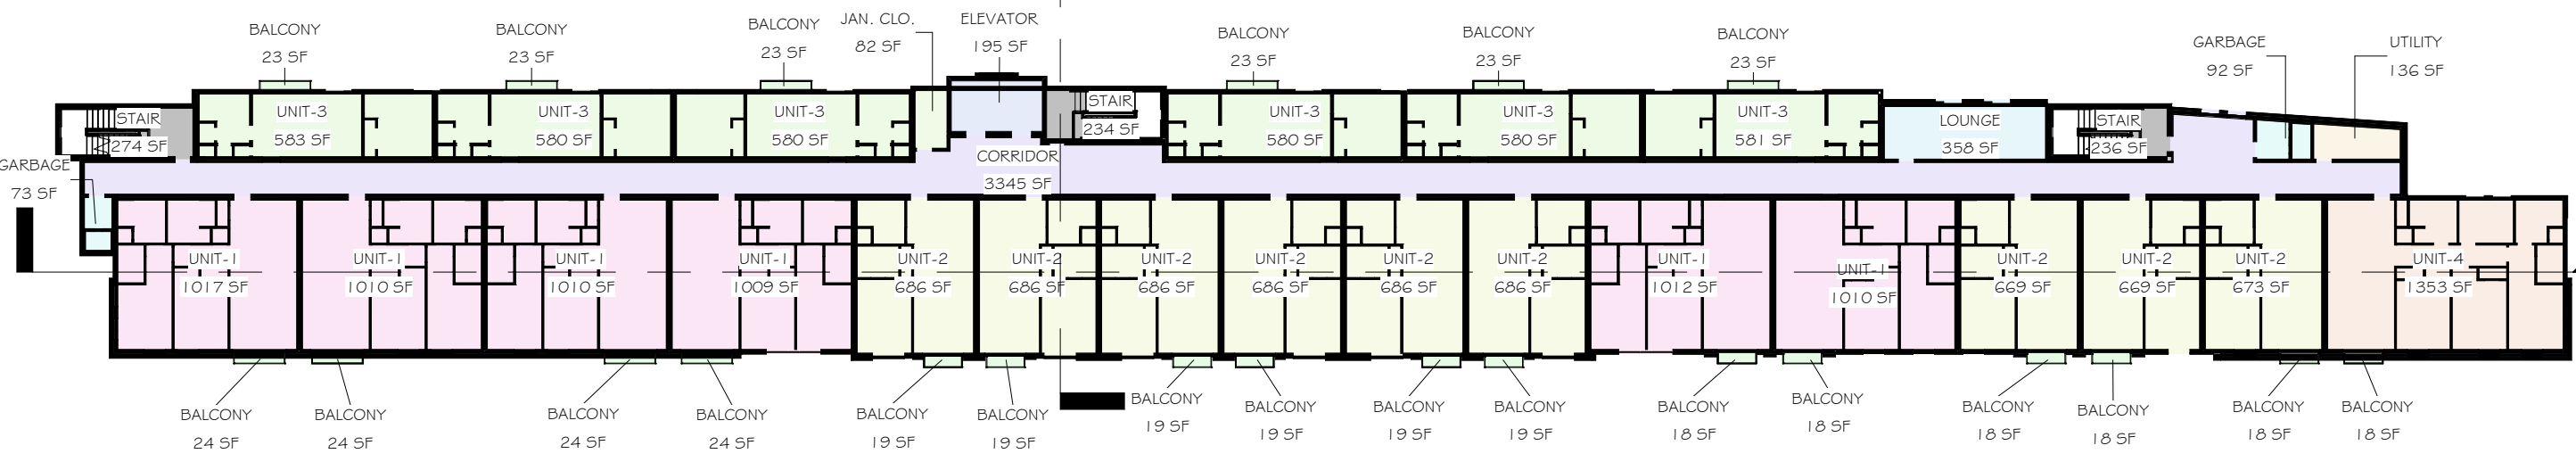 BALCONY
23 SF
BALCONY
23 SF
BALCONY
23 SF
JAN. CLO.
82 SF
ELEVATOR
195 SF
BALCONY
23 SF
BALCONY
23 SF
BALCONY
23 SF
GARBAGE
92 SF
UTILITY
136 SF
STAIR
274 SF
UNIT-3
583 SF
UNIT-3
580 SF
UNIT-3
580 SF
STAIR
234 SF
UNIT-3
580 SF
UNIT-3
580 SF
UNIT-3
581 SF
LOUNGE
358 SF
STAIR
236 SF
GARBAGE
73 SF
CORRIDOR
3345 SF
UNIT-1
1017 SF
UNIT-1
1010 SF
UNIT-1
1010 SF
UNIT-1
1009 SF
UNIT-2
686 SF
UNIT-2
686 SF
UNIT-2
686 SF
UNIT-2
686 SF
UNIT-2
686 SF
UNIT-2
686 SF
UNIT-1
1012 SF
UNIT-1
1010 SF
UNIT-2
669 SF
UNIT-2
669 SF
UNIT-2
673 SF
UNIT-4
1353 SF
BALCONY
24 SF
BALCONY
24 SF
BALCONY
24 SF
BALCONY
24 SF
BALCONY
19 SF
BALCONY
19 SF
BALCONY
19 SF
BALCONY
19 SF
BALCONY
19 SF
BALCONY
19 SF
BALCONY
18 SF
BALCONY
18 SF
BALCONY
18 SF
BALCONY
18 SF
BALCONY
18 SF
BALCONY
18 SF